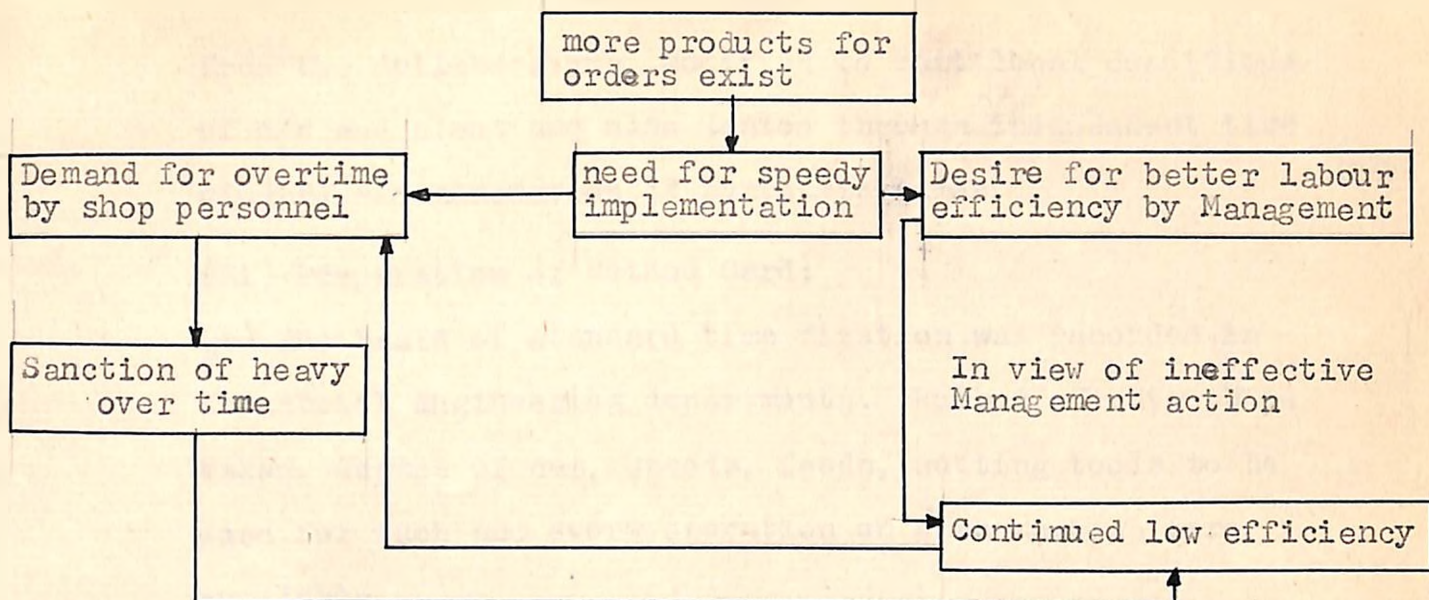 more products for
orders exist
Demand for overtime
by shop personnel
need for speedy
implementation
Desire for better labour
efficiency by Management
Sanction of heavy
over time
In view of ineffective
Management action
Continued low efficiency